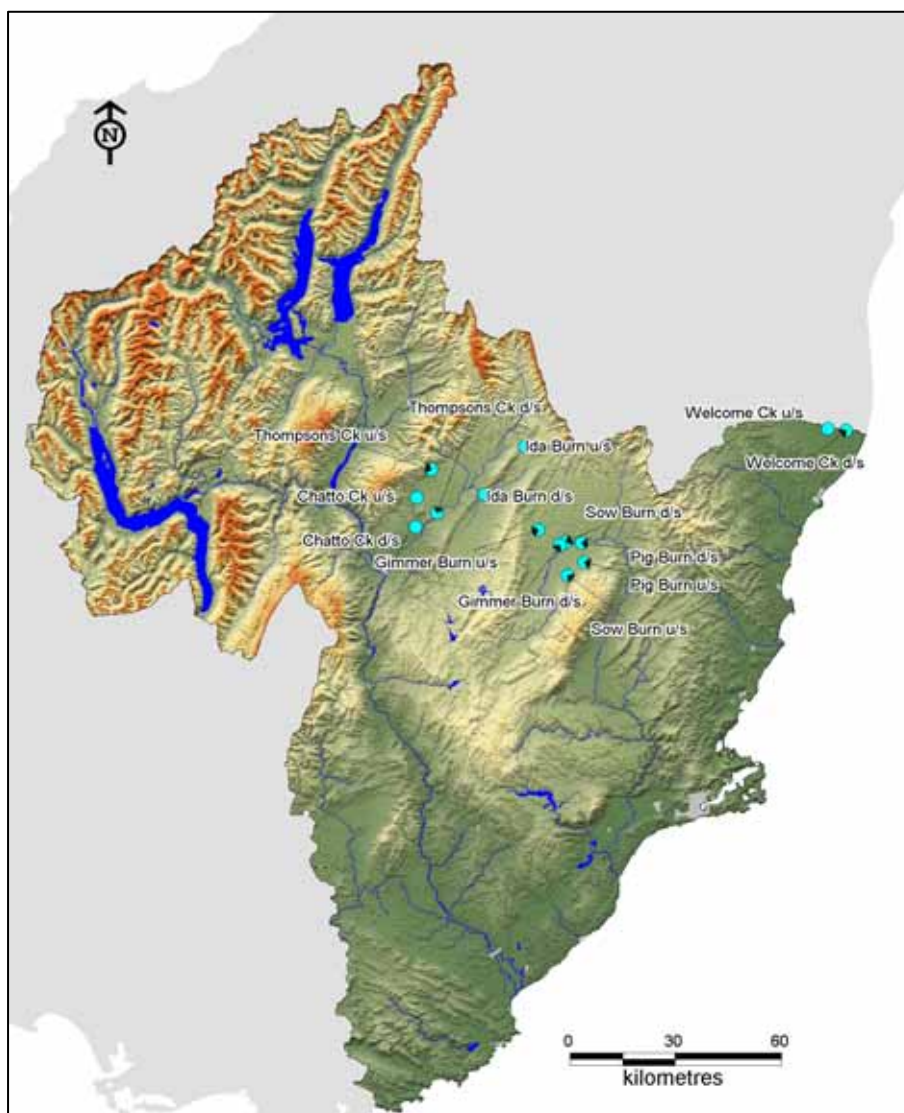 N
Thompsons Ck d/s
Welcome Ck u/s
Thompsons Ck u/s
Ida Burn u/s
Welcome Ck d/s
Chatto Ck u/s
Ida Burn d/s
Sow Burn d/s
Chatto Ck d/s
Gimmer Burn u/s
Pig Burn d/s
Pig Burn u/s
Gimmer Burn d/s
Sow Burn u/s
0 30 60
kilometres